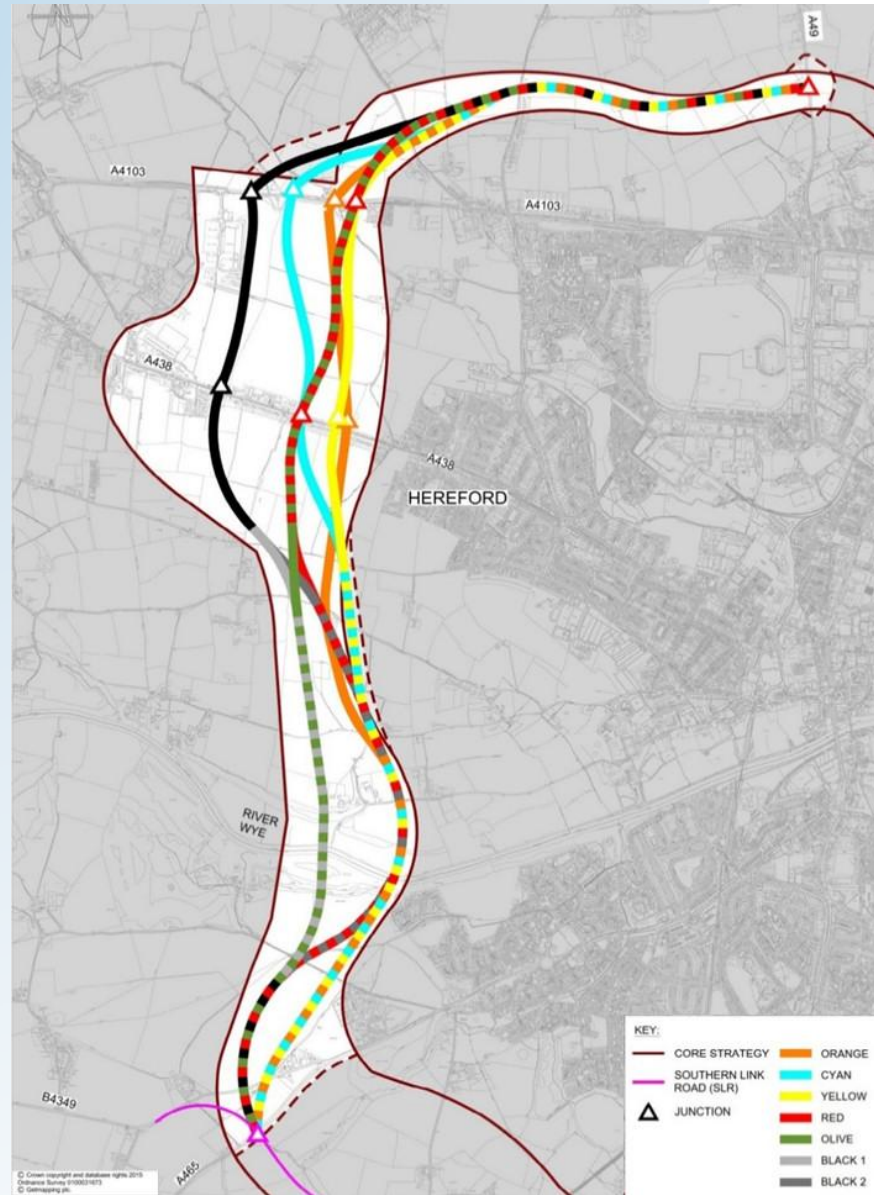 A49
A4103
A4103
A438
A438
HEREFORD
RIVER
WYE
B4349
A465
KEY:
CORE STRATEGY
SOUTHERN LINK
ROAD (SLR)
JUNCTION
ORANGE
CYAN
YELLOW
RED
OLIVE
BLACK 1
BLACK 2
© Crown copyright and database rights 2015
Ordnance Survey 0100031673
© Getmapping plc.